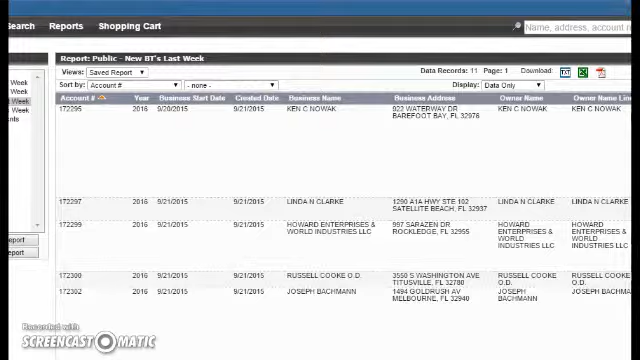 Search Reports Shopping Cart
Name, address, account n
Report: Public - New BT's Last Week
Views: Saved Report Data Records: 11 Page: 1 Download: TXT
Sort by: Account # - none - Display: Data Only
Account # Year Business Start Date Created Date Business Name Business Address Owner Name Owner Name Lin
172295 2016 9/20/2015 9/21/2015 KEN C NOWAK 922 WATERWAY DR KEN C NOWAK KEN C NOWAK
BAREFOOT BAY, FL 32976
172297 2016 9/21/2015 9/21/2015 LINDA N CLARKE 1290 A1A HWY STE 102 LINDA N CLARKE LINDA N CLARKE
SATELLITE BEACH, FL 32937
172299 2016 9/21/2015 9/21/2015 HOWARD ENTERPRISES & 997 SARAZEN DR HOWARD HOWARD
WORLD INDUSTRIES LLC ROCKLEDGE, FL 32955 ENTERPRISES & ENTERPRISES &
WORLD WORLD
INDUSTRIES LLC INDUSTRIES LLC
172300 2016 9/21/2015 9/21/2015 RUSSELL COOKE O.D. 3550 S WASHINGTON AVE RUSSELL COOKE RUSSELL COOKE
TITUSVILLE, FL 32780 O.D. O.D.
172302 2016 9/21/2015 9/21/2015 JOSEPH BACHMANN 1494 GOLDRUSH AV JOSEPH JOSEPH BACHMANN
MELBOURNE, FL 32940 BACHMANN
Week
Week
t Week
Week
nts
eport
eport
Recorded with
SCREENCAST O MATIC